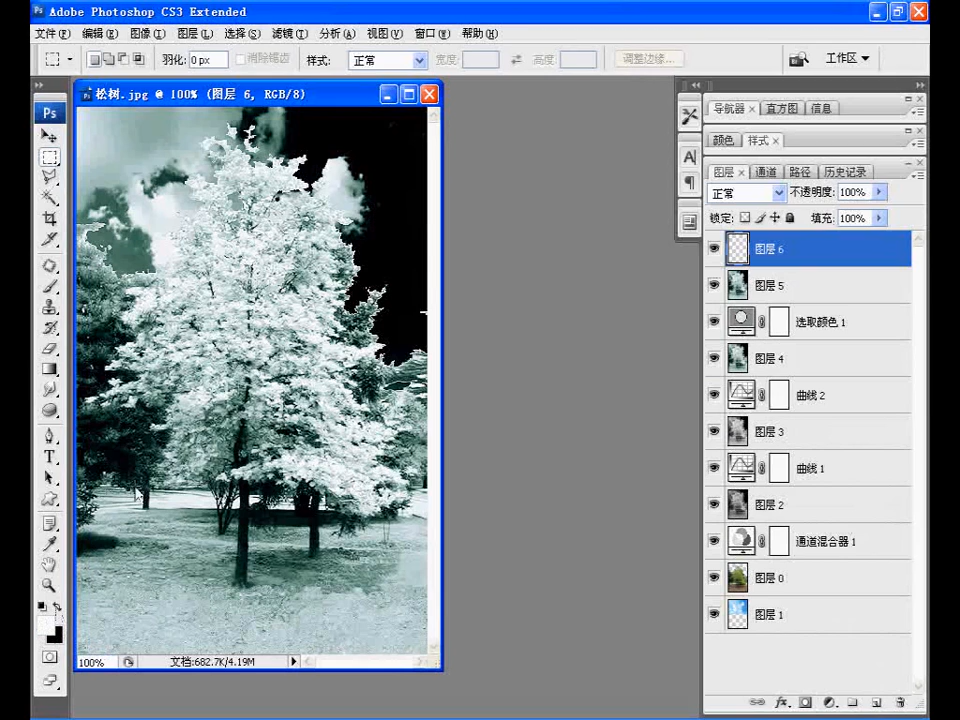 Adobe Photoshop CS3 Extended
文件(F) 编辑(E) 图像(I) 图层(L) 选择(S) 滤镜(T) 分析(A) 视图(V) 窗口(W) 帮助(H)
羽化: 0 px 消除锯齿 样式: 正常 宽度: 高度: 调整边缘... 工作区
松树.jpg @ 100% (图层 6, RGB/8)
Ps
导航器 × 直方图 信息
颜色 样式 ×
图层 × 通道 路径 历史记录
正常 不透明度: 100%
锁定: 填充: 100%
图层 6
图层 5
选取颜色 1
图层 4
曲线 2
图层 3
曲线 1
图层 2
通道混合器 1
图层 0
图层 1
100% 文档:682.7K/4.19M